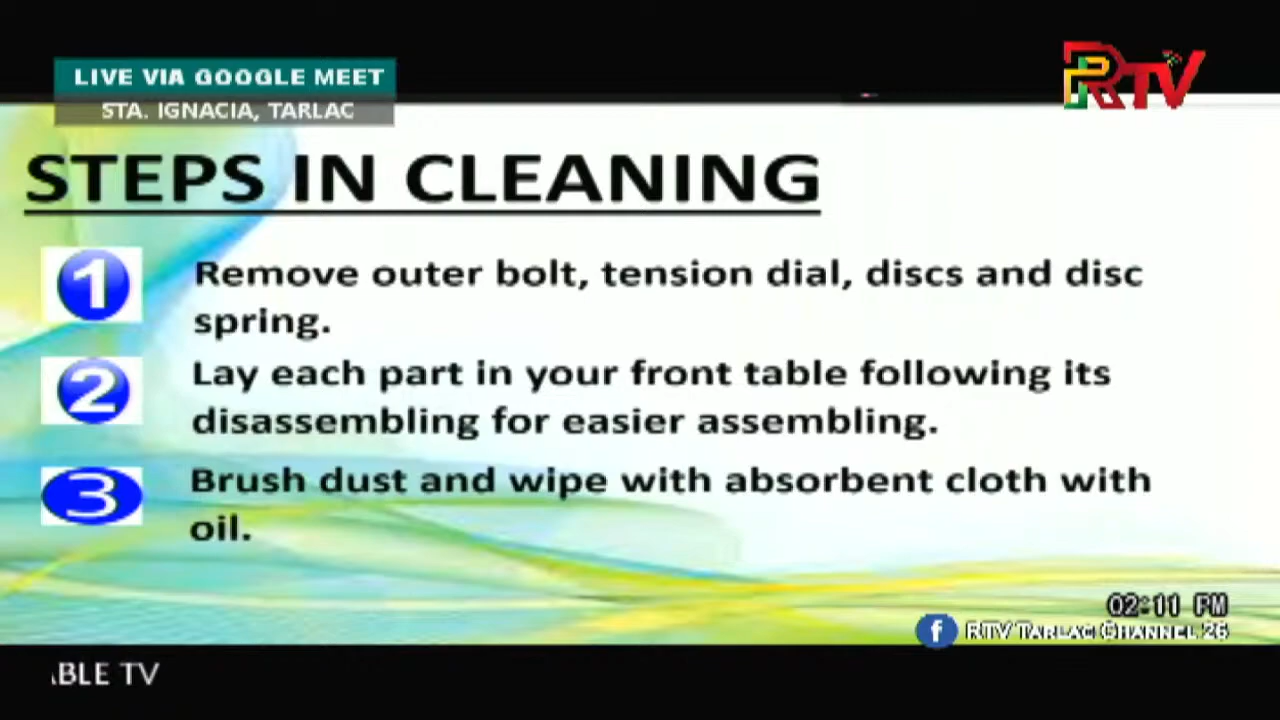 LIVE VIA GOOGLE MEET
STA. IGNACIA, TARLAC
RTV
STEPS IN CLEANING
1 Remove outer bolt, tension dial, discs and disc
spring.
2 Lay each part in your front table following its
disassembling for easier assembling.
3 Brush dust and wipe with absorbent cloth with
oil.
02:11 PM
f RTV TARLAC CHANNEL 26
ABLE TV